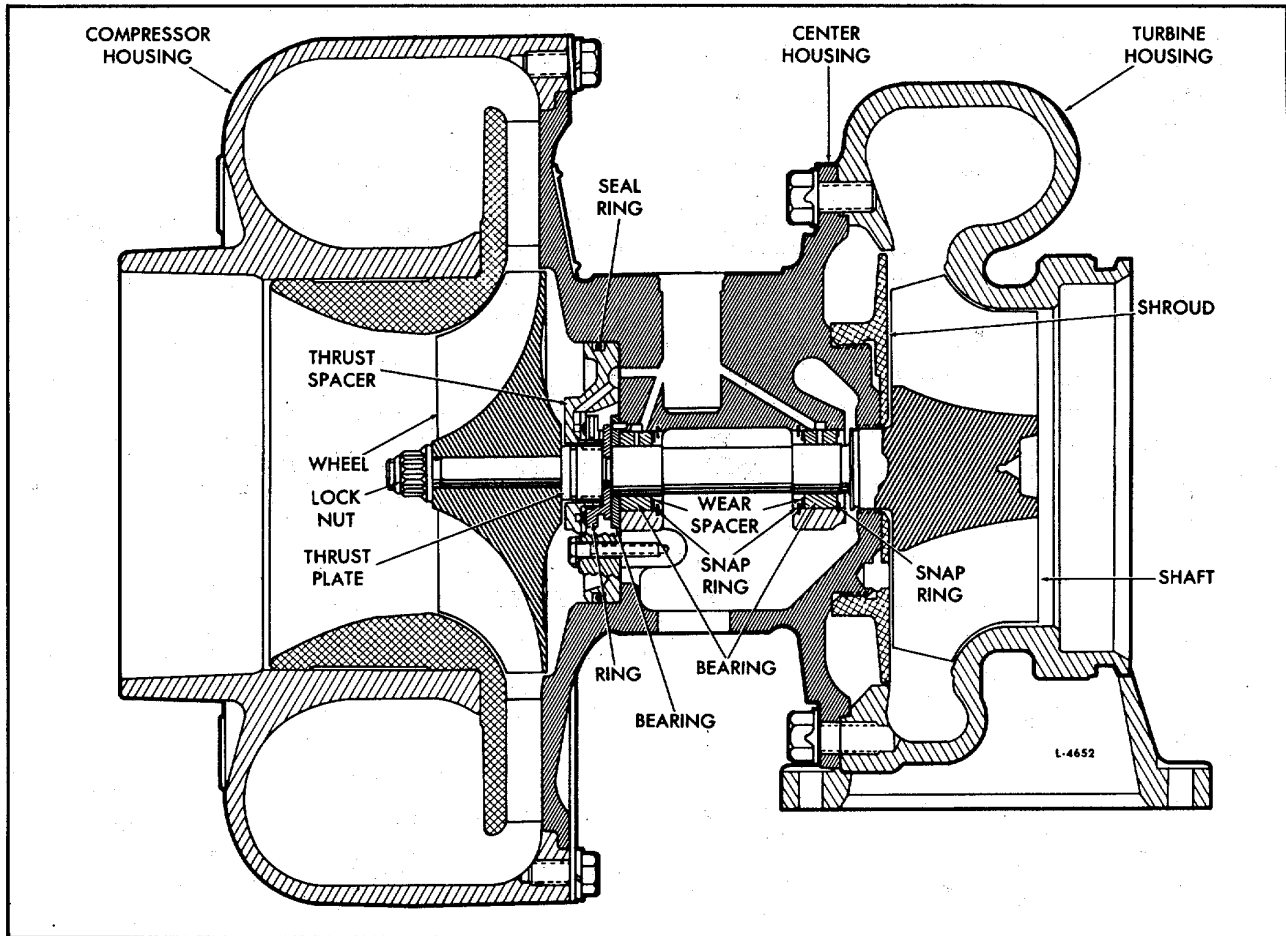 COMPRESSOR
HOUSING
CENTER
HOUSING
TURBINE
HOUSING
SEAL
RING
SHROUD
THRUST
SPACER
WHEEL
LOCK
NUT
THRUST
PLATE
WEAR
SPACER
SNAP
RING
SNAP
RING
SHAFT
RING
BEARING
BEARING
L-4652